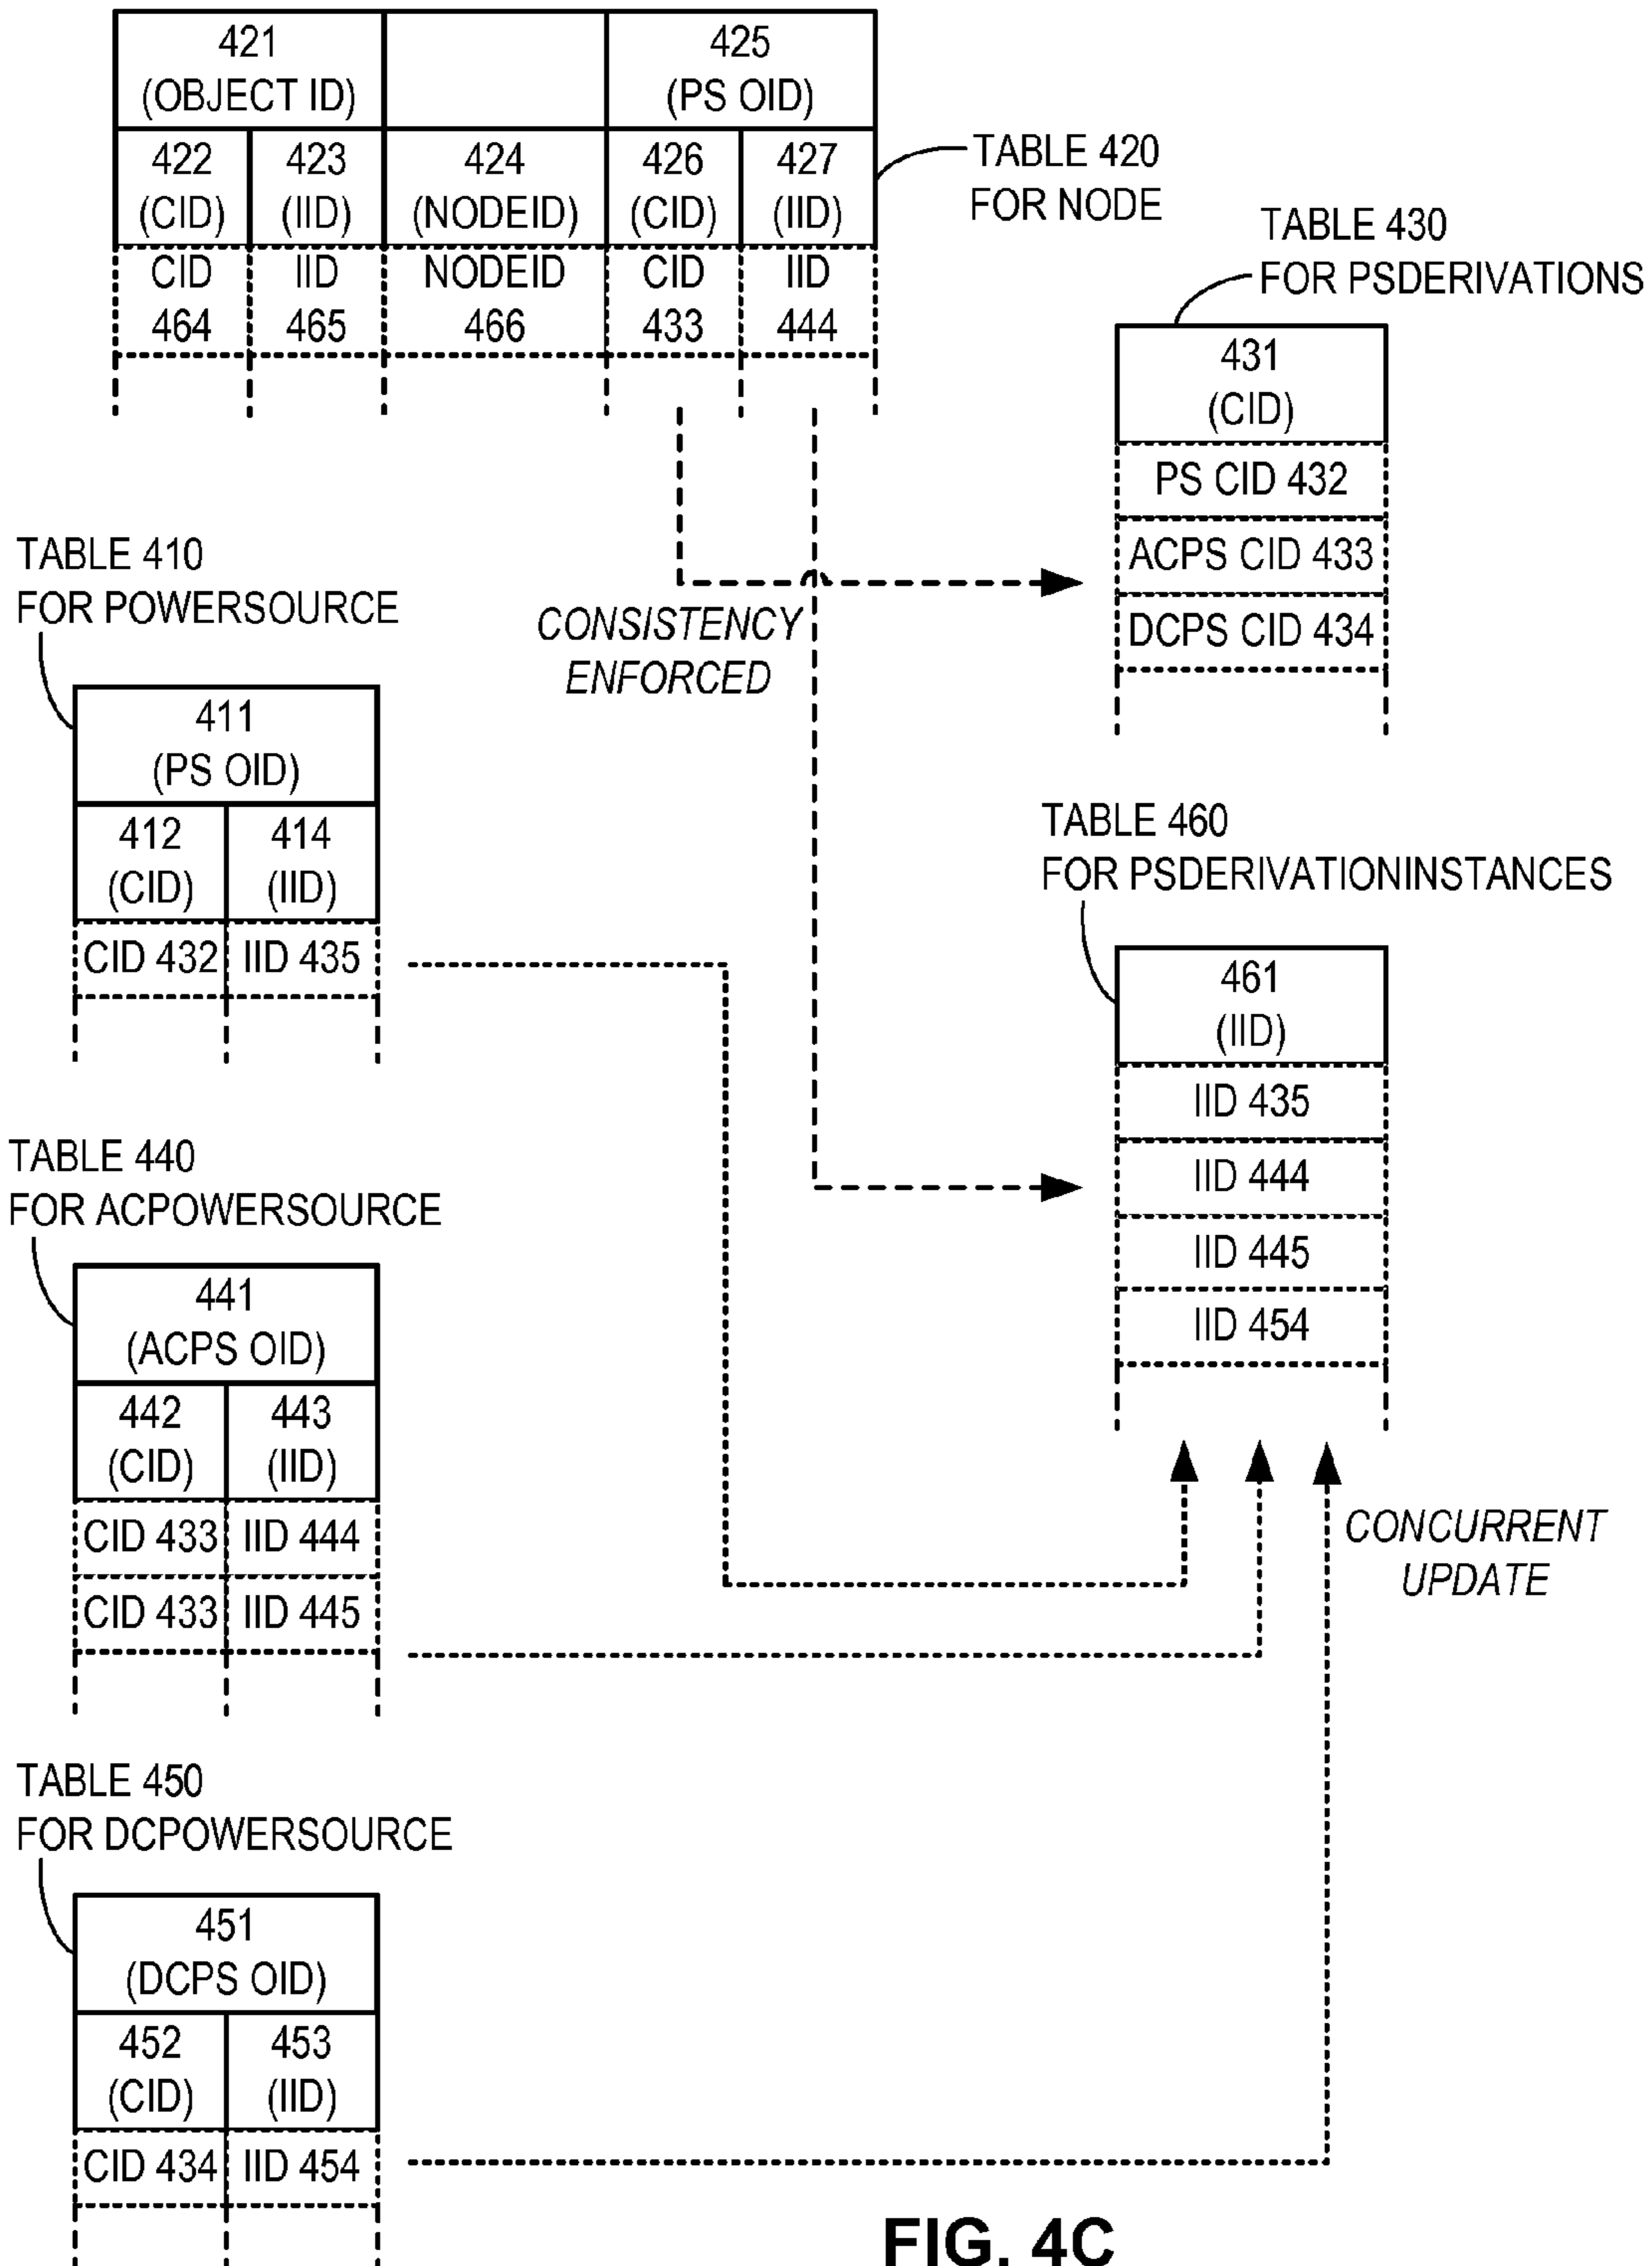 421
(OBJECT ID)
425
(PS OID)
422
(CID)
423
(IID)
424
(NODEID)
426
(CID)
427
(IID)
CID
464
IID
465
NODEID
466
CID
433
IID
444
TABLE 420
FOR NODE
TABLE 430
FOR PSDERIVATIONS
431
(CID)
PS CID 432
ACPS CID 433
DCPS CID 434
CONSISTENCY
ENFORCED
TABLE 410
FOR POWERSOURCE
411
(PS OID)
412
(CID)
414
(IID)
CID 432
IID 435
TABLE 460
FOR PSDERIVATIONINSTANCES
461
(IID)
IID 435
IID 444
IID 445
IID 454
TABLE 440
FOR ACPOWERSOURCE
441
(ACPS OID)
442
(CID)
443
(IID)
CID 433
IID 444
CID 433
IID 445
CONCURRENT
UPDATE
TABLE 450
FOR DCPOWERSOURCE
451
(DCPS OID)
452
(CID)
453
(IID)
CID 434
IID 454
FIG. 4C